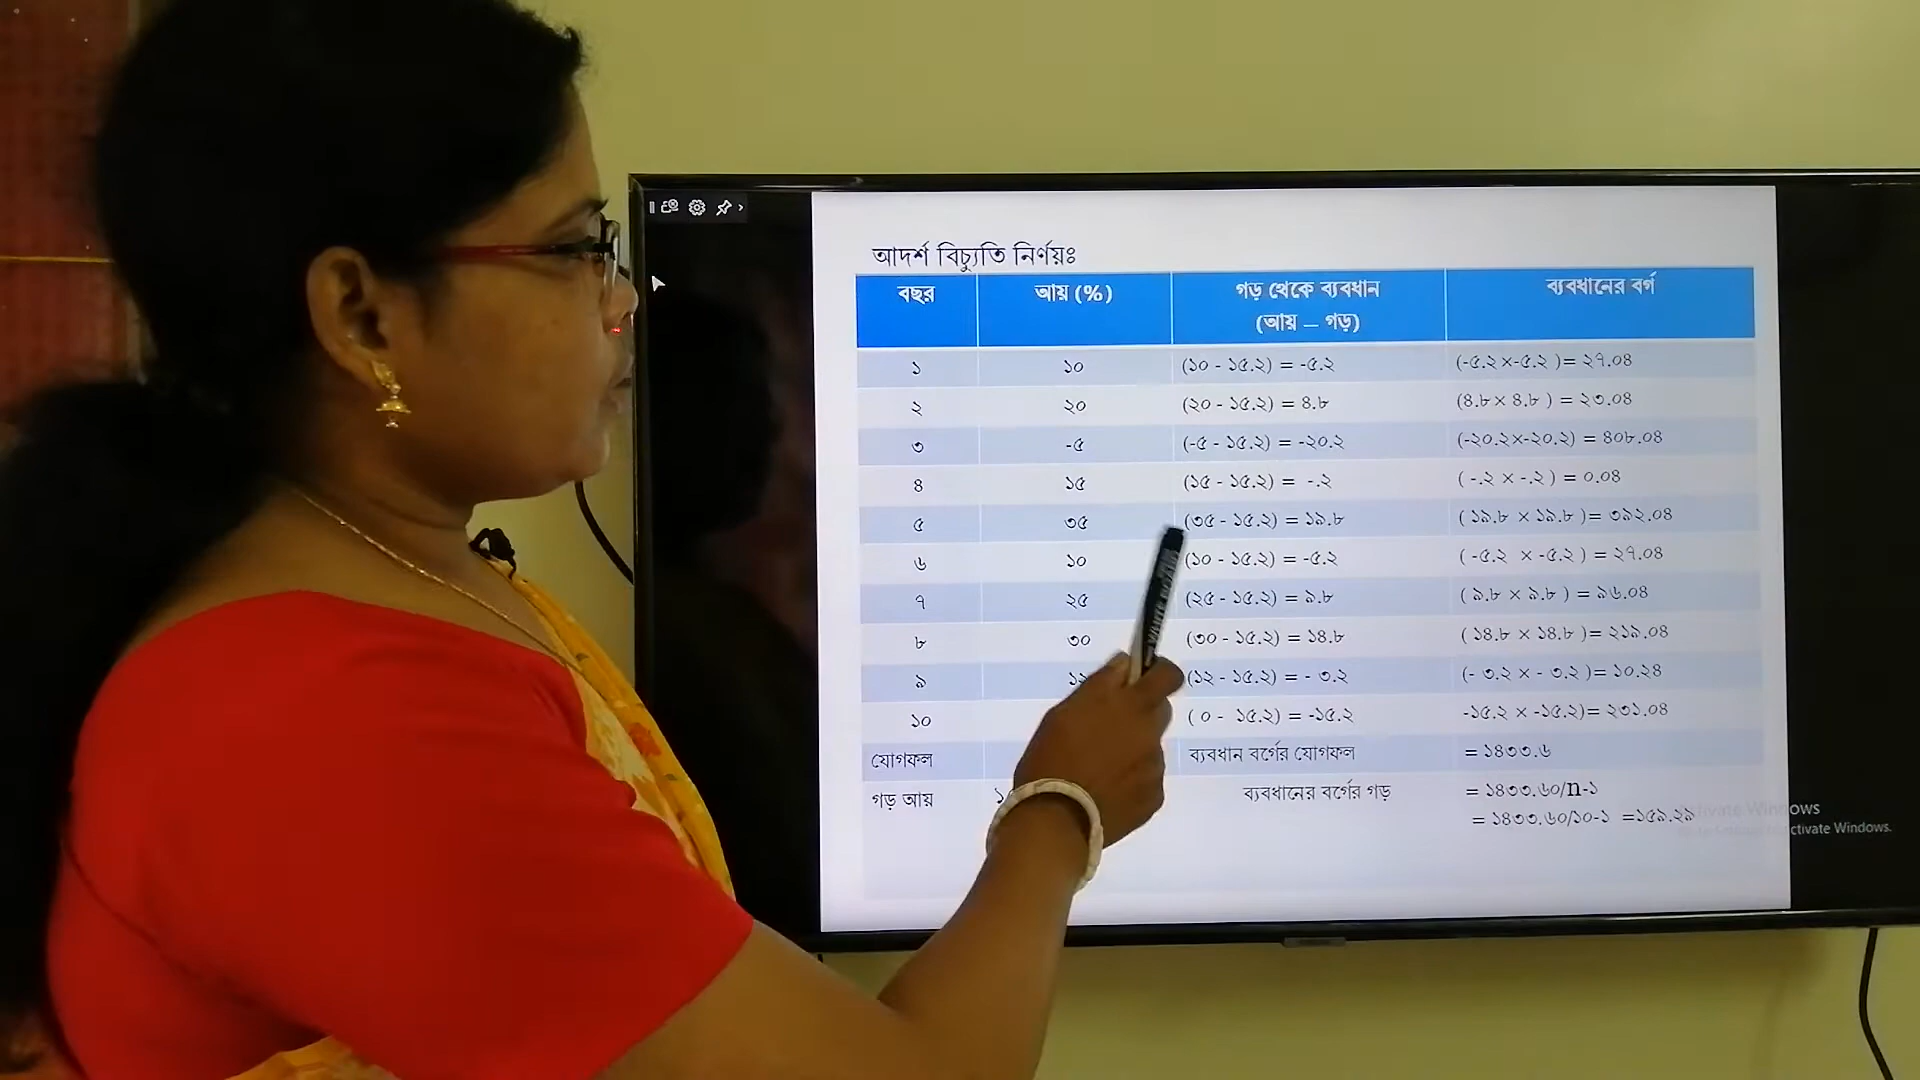 আদর্শ বিচ্যুতি নির্ণয়ঃ
বছর আয় (%) গড় থেকে ব্যবধান (আয় – গড়) ব্যবধানের বর্গ
১ ১০ (১০ - ১৫.২) = -৫.২ (-৫.২×-৫.২ )= ২৭.০৪
২ ২০ (২০ - ১৫.২) = ৪.৮ (৪.৮× ৪.৮ ) = ২৩.০৪
৩ -৫ (-৫ - ১৫.২) = -২০.২ (-২০.২×-২০.২) = ৪০৮.০৪
৪ ১৫ (১৫ - ১৫.২) = -.২ ( -.২ × -.২ ) = ০.০৪
৫ ৩৫ (৩৫ - ১৫.২) = ১৯.৮ ( ১৯.৮ × ১৯.৮ )= ৩৯২.০৪
৬ ১০ (১০ - ১৫.২) = -৫.২ ( -৫.২ × -৫.২ ) = ২৭.০৪
৭ ২৫ (২৫ - ১৫.২) = ৯.৮ ( ৯.৮ × ৯.৮ ) = ৯৬.০৪
৮ ৩০ (৩০ - ১৫.২) = ১৪.৮ ( ১৪.৮ × ১৪.৮ )= ২১৯.০৪
৯ ১২ (১২ - ১৫.২) = - ৩.২ (- ৩.২ × - ৩.২ )= ১০.২৪
১০ ( ০ - ১৫.২) = -১৫.২ -১৫.২ × -১৫.২)= ২৩১.০৪
যোগফল ব্যবধান বর্গের যোগফল = ১৪৩৩.৬
গড় আয় ব্যবধানের বর্গের গড় = ১৪৩৩.৬০/n-১
= ১৪৩৩.৬০/১০-১ =১৫৯.২৯